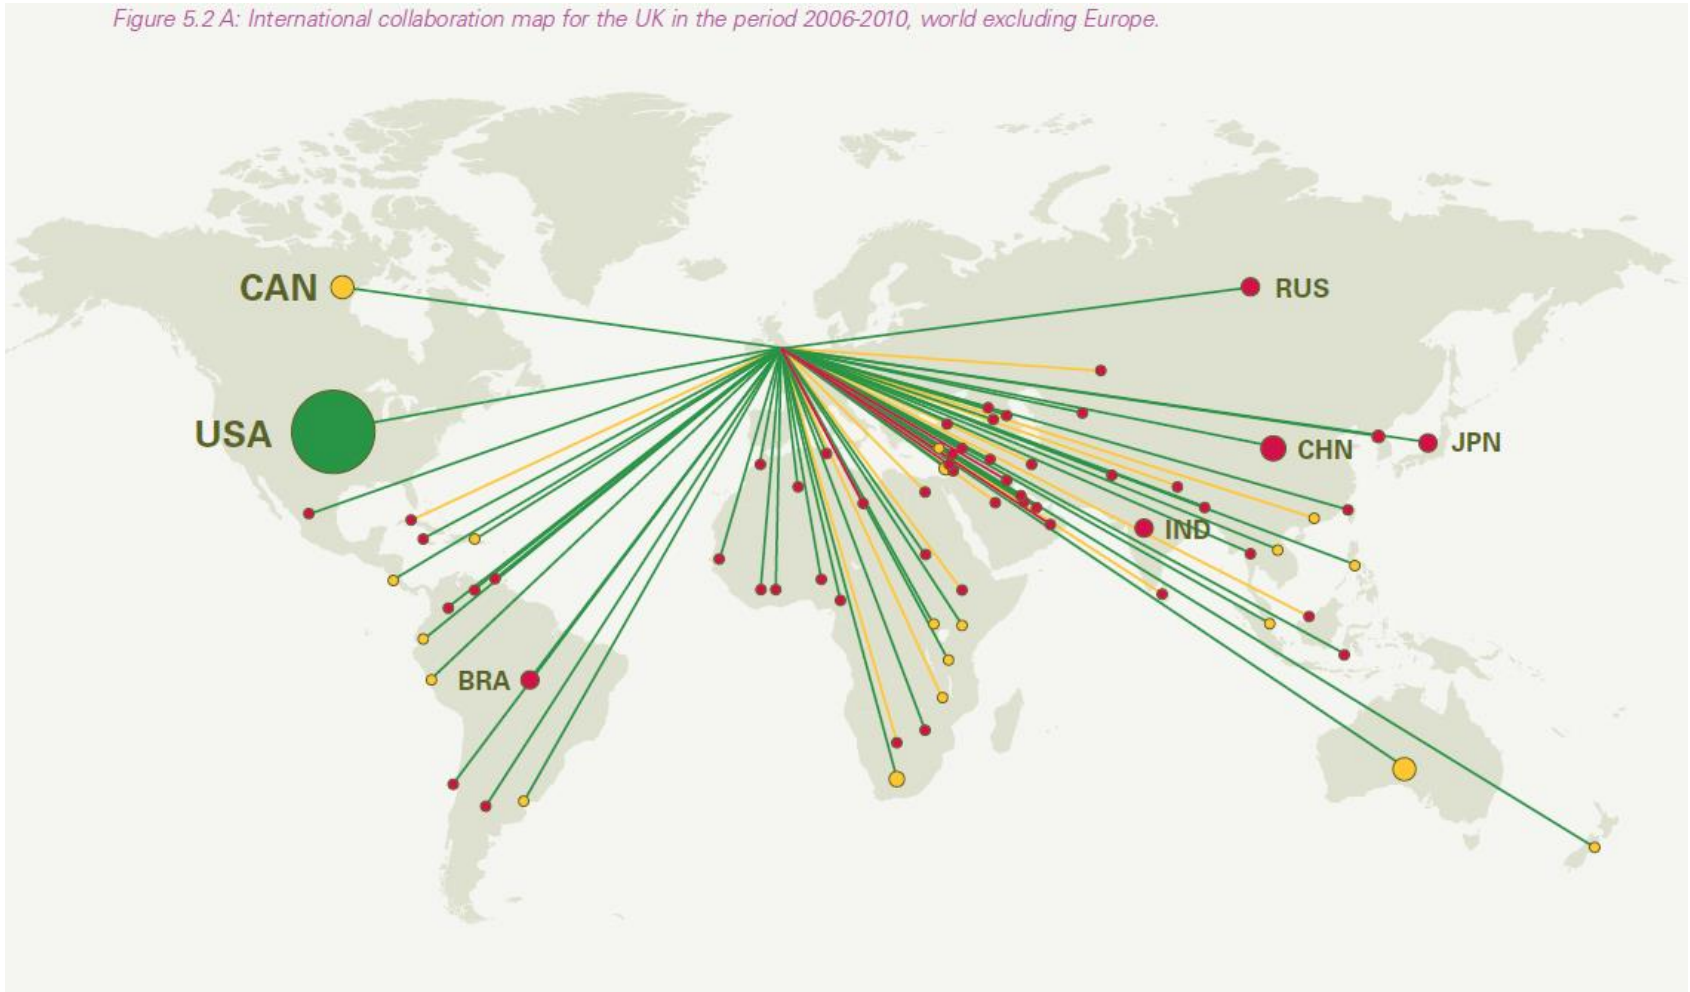 Figure 5.2 A: International collaboration map for the UK in the period 2006-2010, world excluding Europe.
CAN
RUS
USA
CHN
JPN
IND
BRA